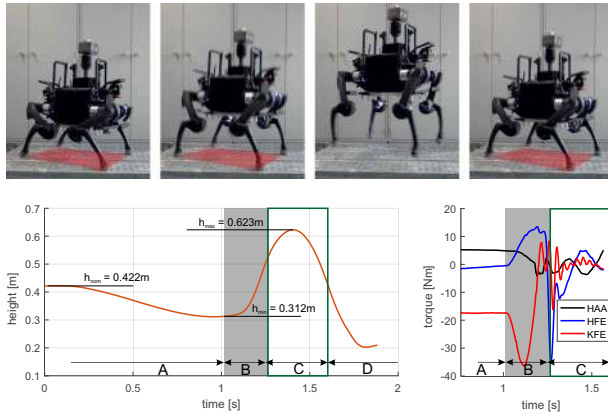 0.7
0.6
0.5
0.4
0.3
0.2
0.1
height [m]
h_max = 0.623m
h_nom = 0.422m
h_min = 0.312m
A B C D
0 0.5 1 1.5 2
time [s]
20
10
0
-10
-20
-30
-40
torque [Nm]
HAA
HFE
KFE
A B C
1 1.5
time [s]